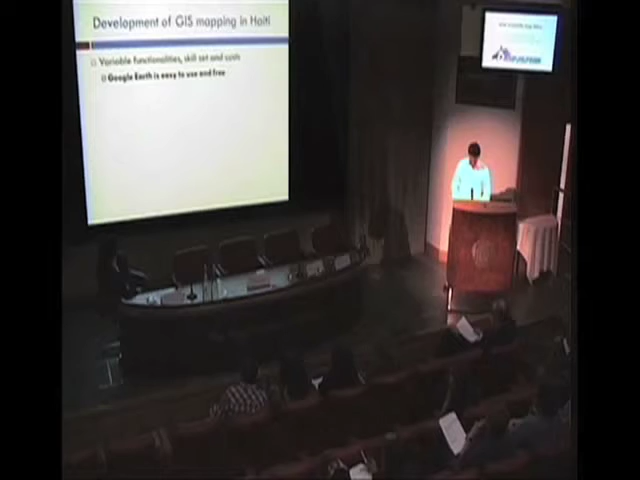 Development of GIS mapping in Haiti
Variable functionalities, skill set and costs
Google Earth is easy to use and free